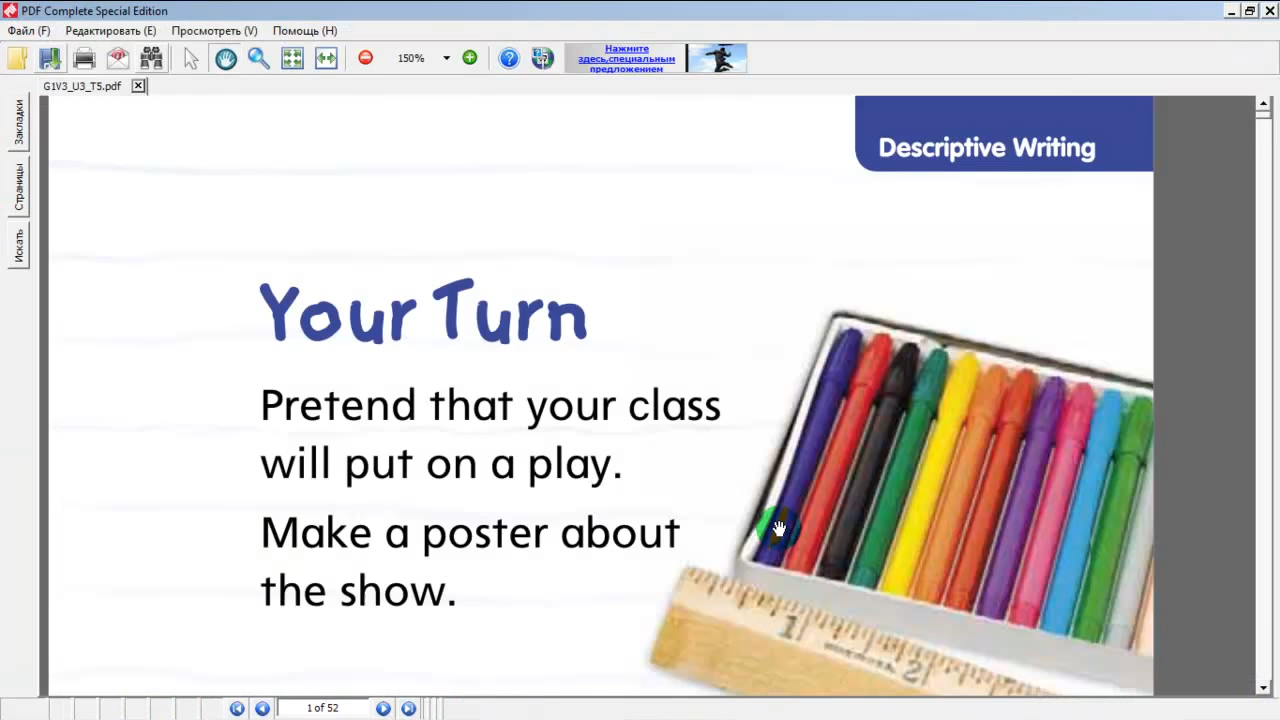 PDF Complete Special Edition
Файл (F) Редактировать (E) Просмотреть (V) Помощь (H)
150%
Нажмите
здесь,специальным
предложением
G1V3_U3_T5.pdf
Закладки
Страницы
Искать
Descriptive Writing
Your Turn
Pretend that your class
will put on a play.
Make a poster about
the show.
1
2
1 of 52